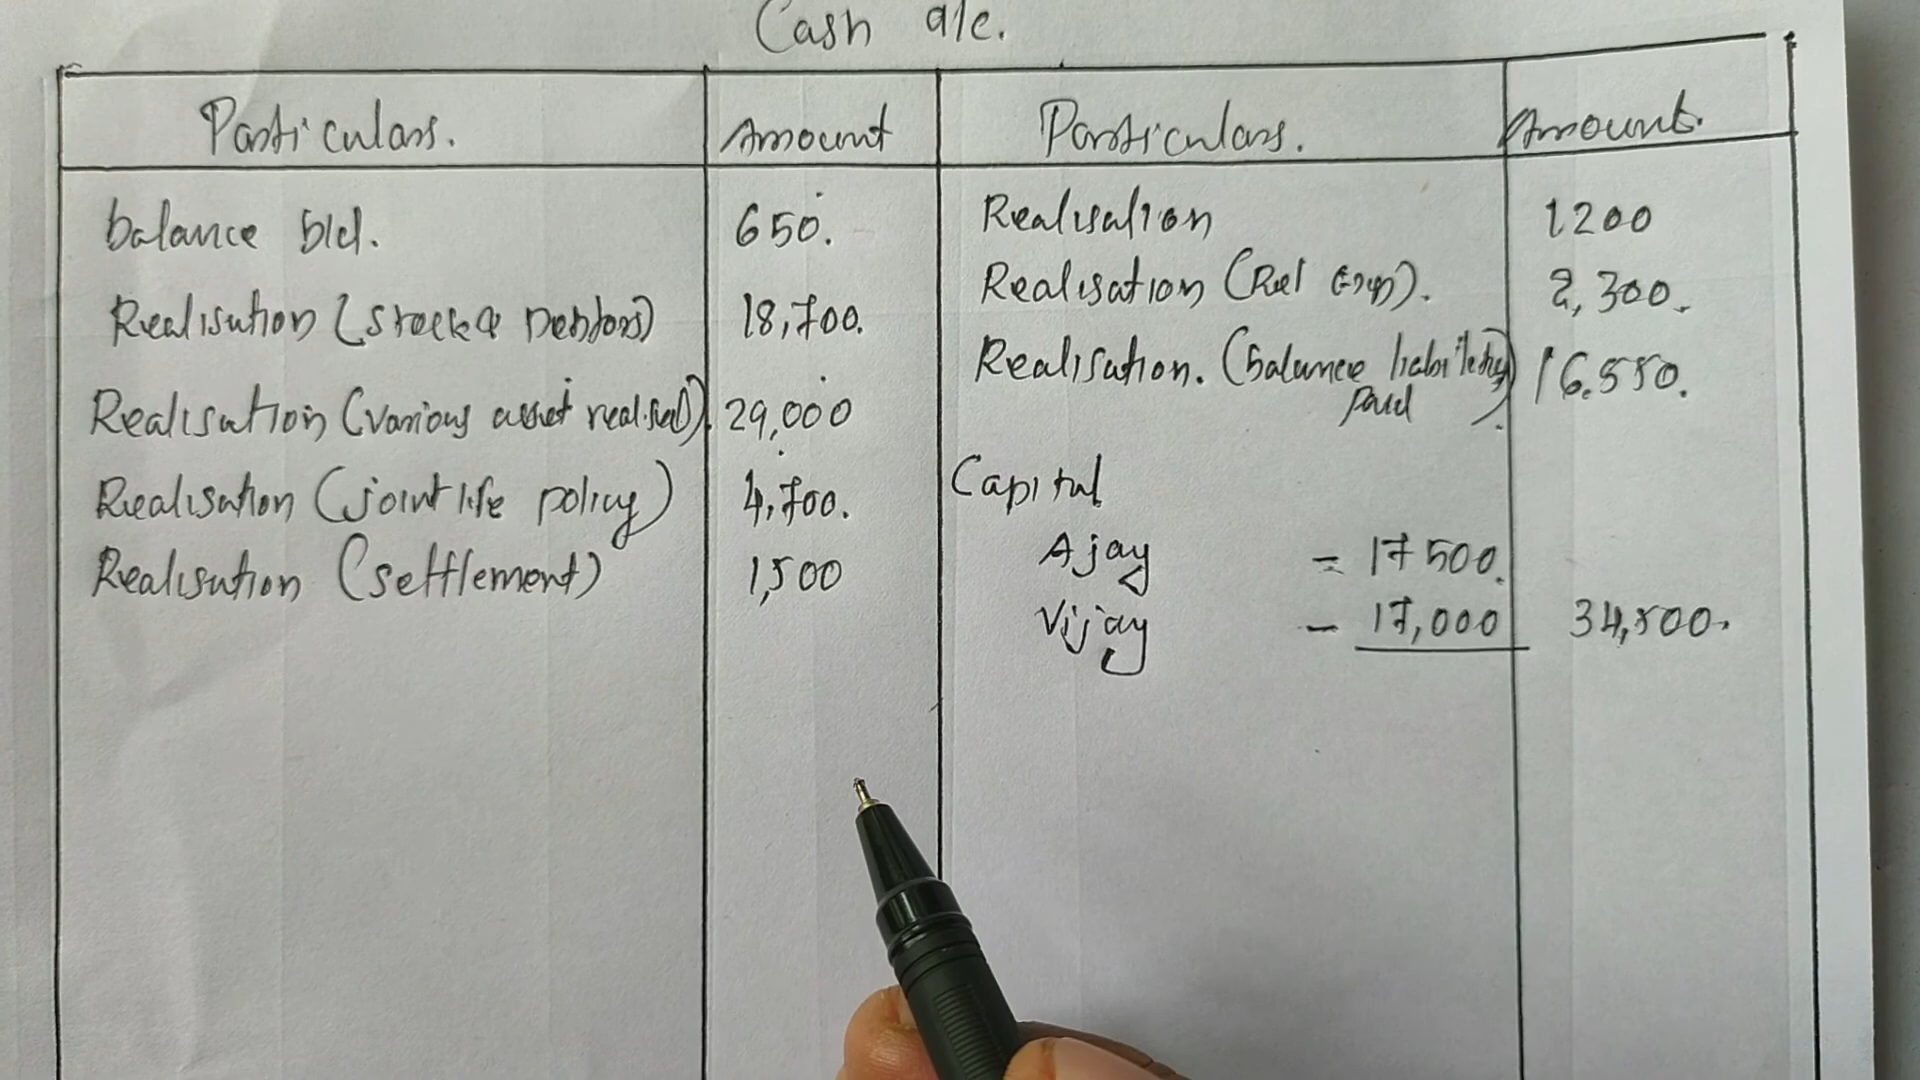 Cash a/c.
Particulars. Amount Particulars. Amount.
balance b/d. 650. Realisation 1200
Realisation (stock & Debtors) 18,700. Realisation (Rel Exp). 2,300.
Realisation (various asset realised). 29,000 Realisation. (balance liability paid). 16.550.
Realisation (joint life policy) 4,700. Capital
Realisation (settlement) 1,500 Ajay = 17500.
Vijay - 17,000 34,500.